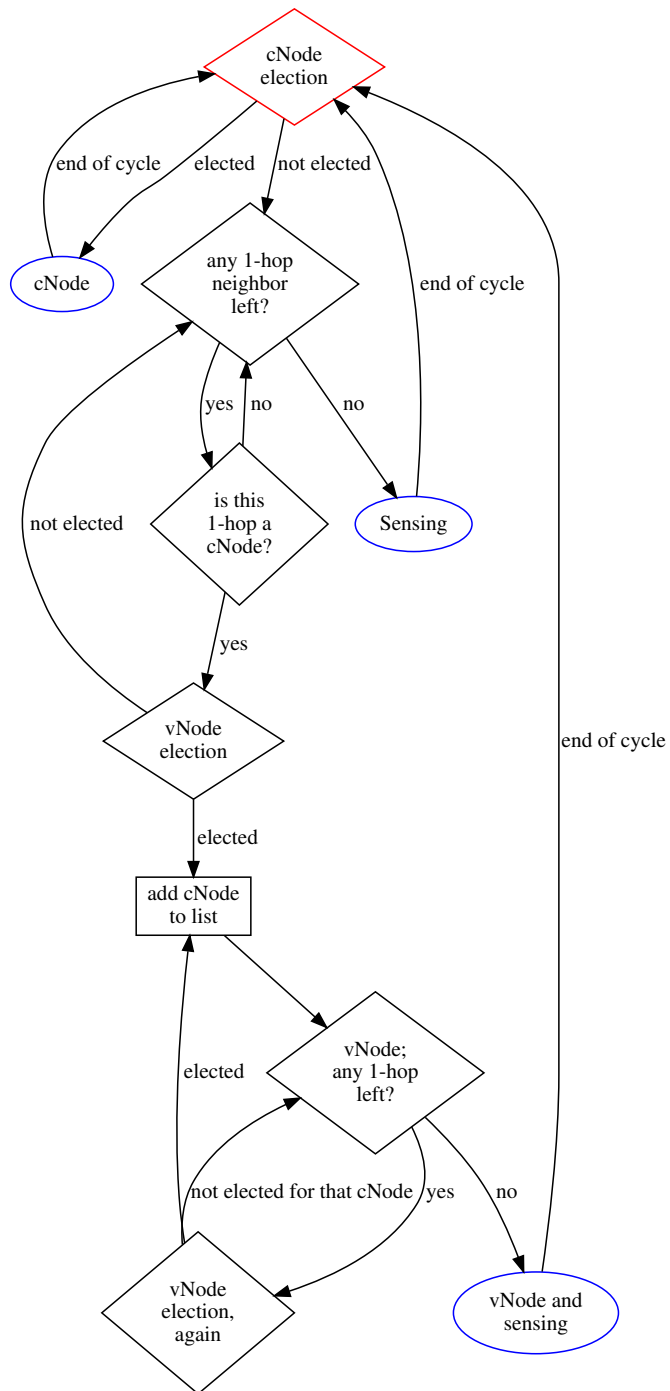 cNode
election
end of cycle
elected
not elected
any 1-hop
neighbor
left?
cNode
end of cycle
yes
no
no
is this
1-hop a
cNode?
Sensing
not elected
yes
vNode
election
end of cycle
elected
add cNode
to list
vNode;
any 1-hop
left?
elected
not elected for that cNode
yes
no
vNode
election,
again
vNode and
sensing